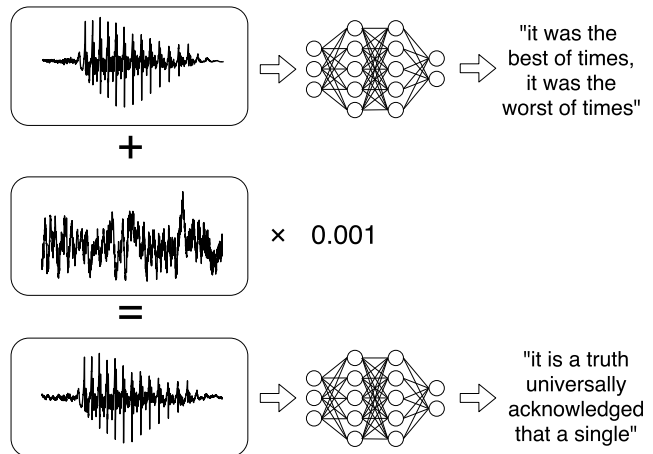 "it was the
best of times,
it was the
worst of times"
+
× 0.001
=
"it is a truth
universally
acknowledged
that a single"